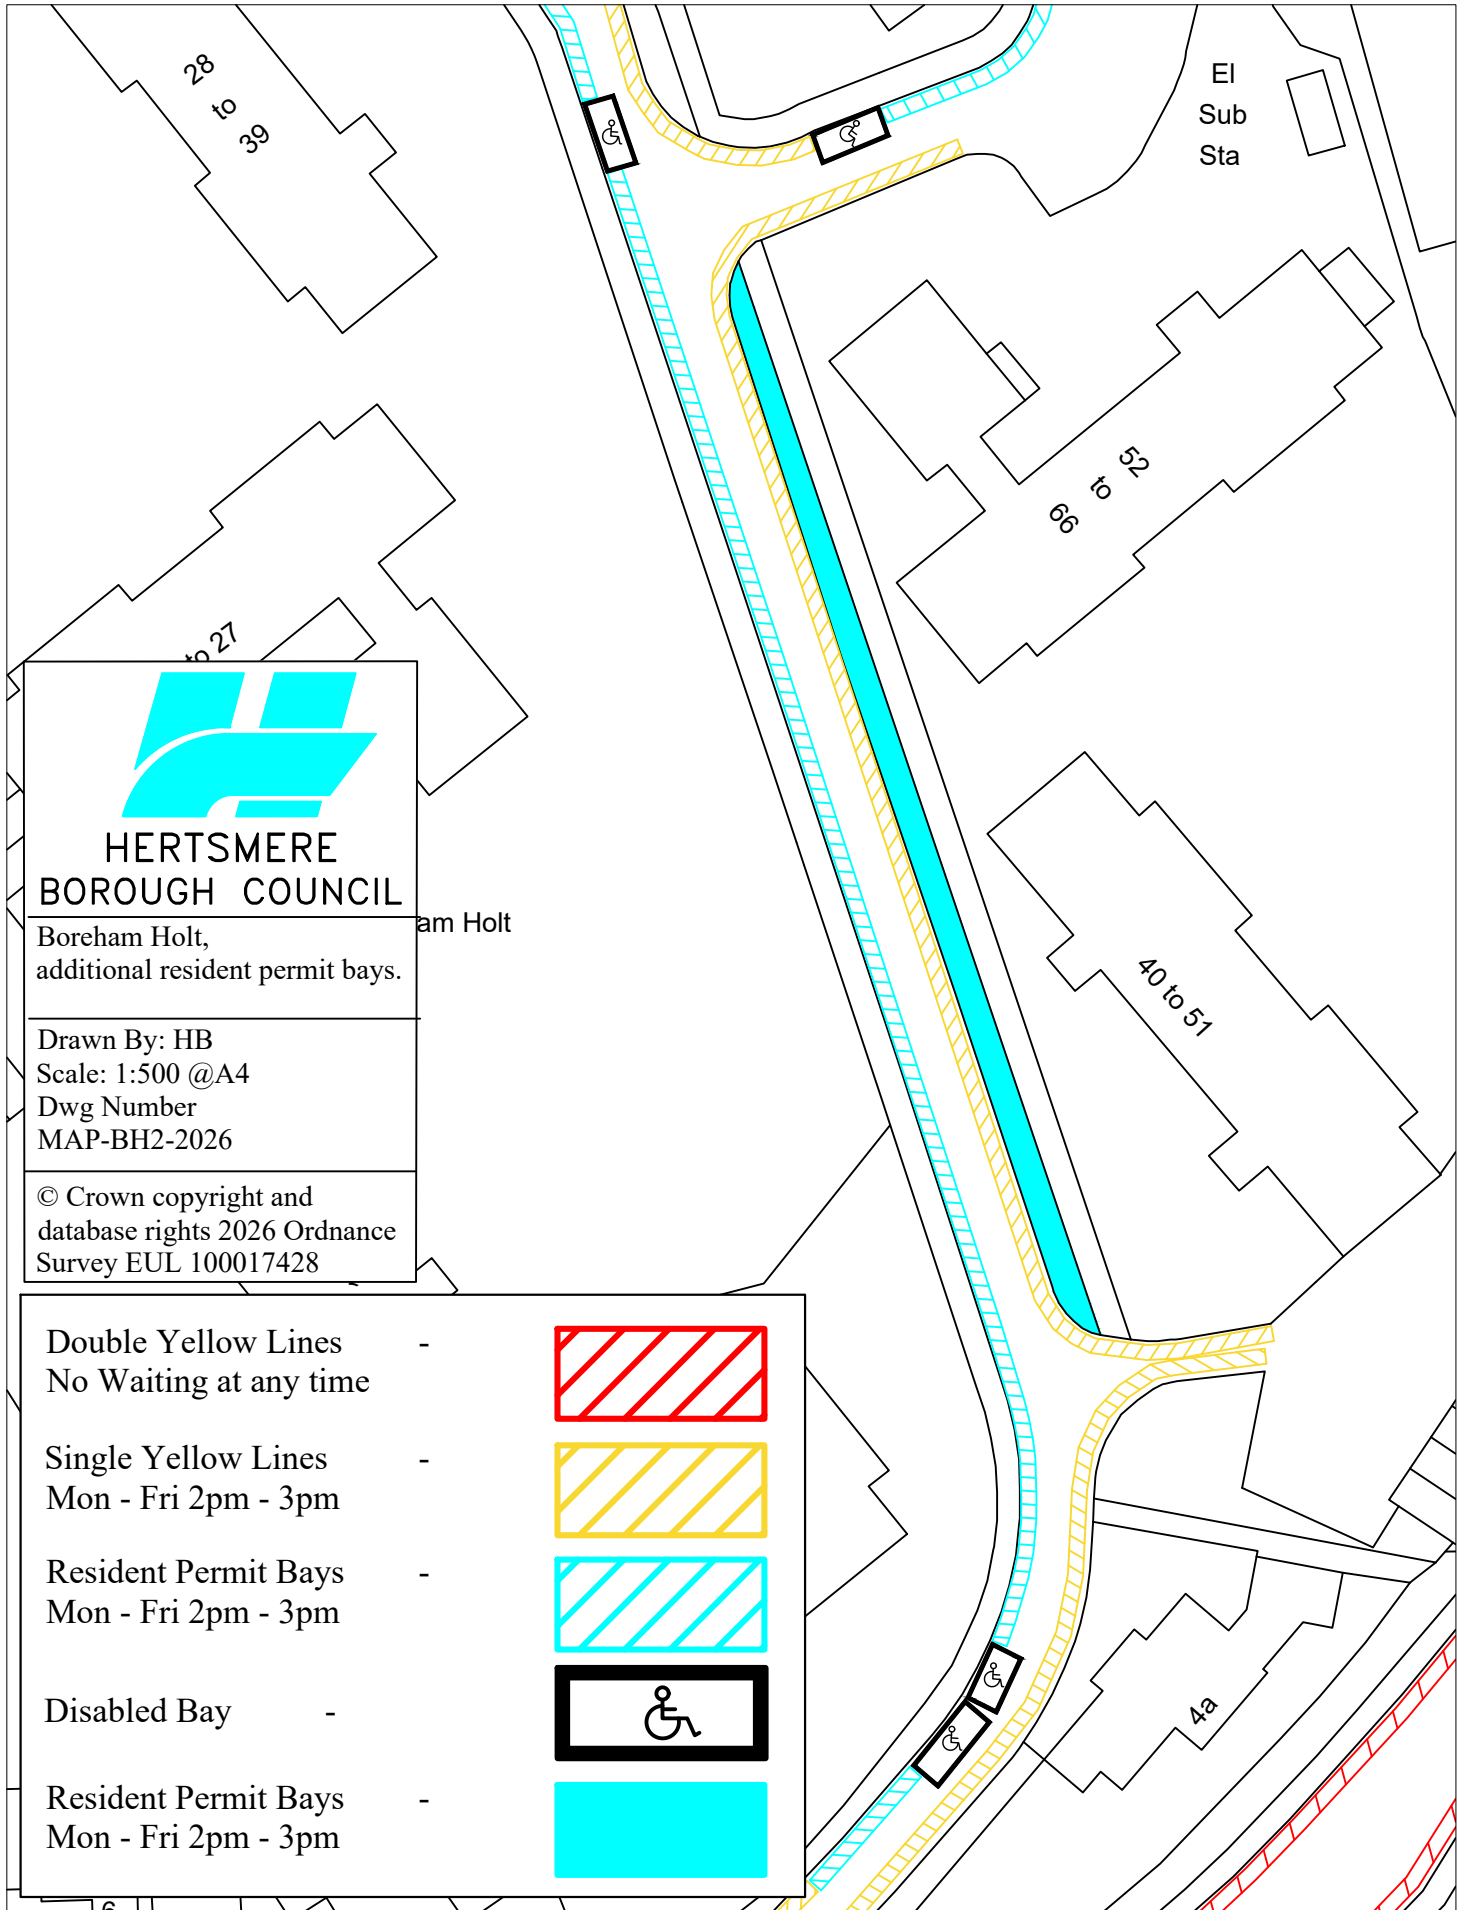 28
to
39
El
Sub
Sta
52
to
66
to 27
HERTSMERE
BOROUGH COUNCIL
Boreham Holt,
additional resident permit bays.
am Holt
Drawn By: HB
Scale: 1:500 @A4
Dwg Number
MAP-BH2-2026
© Crown copyright and
database rights 2026 Ordnance
Survey EUL 100017428
40 to 51
Double Yellow Lines -
No Waiting at any time
Single Yellow Lines -
Mon - Fri 2pm - 3pm
Resident Permit Bays -
Mon - Fri 2pm - 3pm
Disabled Bay -
Resident Permit Bays -
Mon - Fri 2pm - 3pm
4a